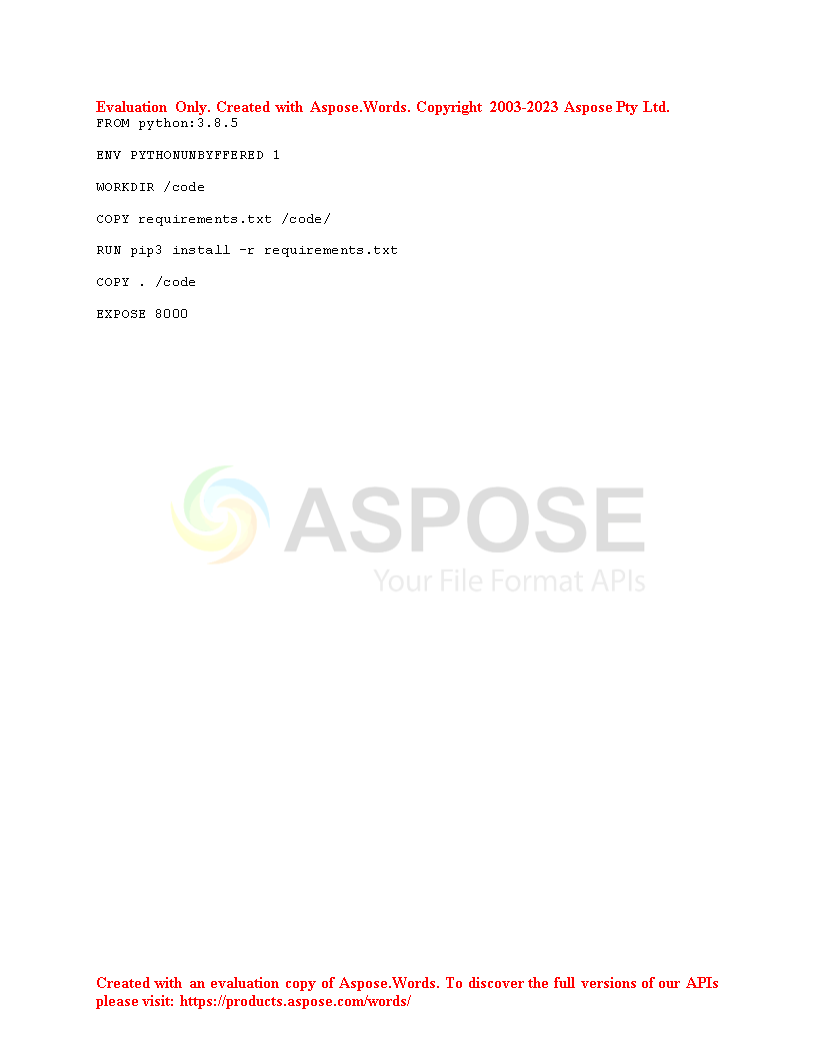 Evaluation Only. Created with Aspose.Words. Copyright 2003-2023 Aspose Pty Ltd.
FROM python:3.8.5
ENV PYTHONUNBYFFERED 1
WORKDIR /code
COPY requirements.txt /code/
RUN pip3 install -r requirements.txt
COPY . /code
EXPOSE 8000
ASPOSE
Your File Format APIs
Created with an evaluation copy of Aspose.Words. To discover the full versions of our APIs
please visit: https://products.aspose.com/words/